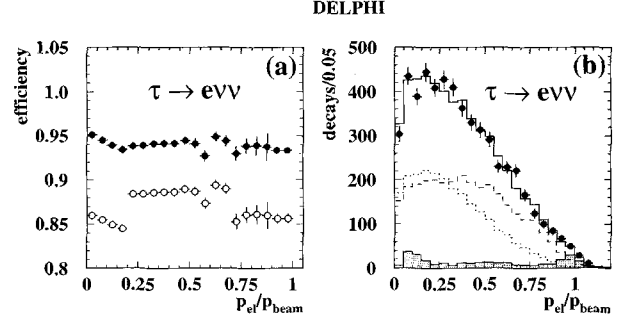 DELPHI
efficiency
1.05
1.0
0.95
0.9
0.85
0.8
(a)
τ → eνν
0 0.25 0.5 0.75 1
p_el/p_beam
decays/0.05
500
400
300
200
100
0
(b)
τ → eνν
0 0.25 0.5 0.75 1
p_el/p_beam